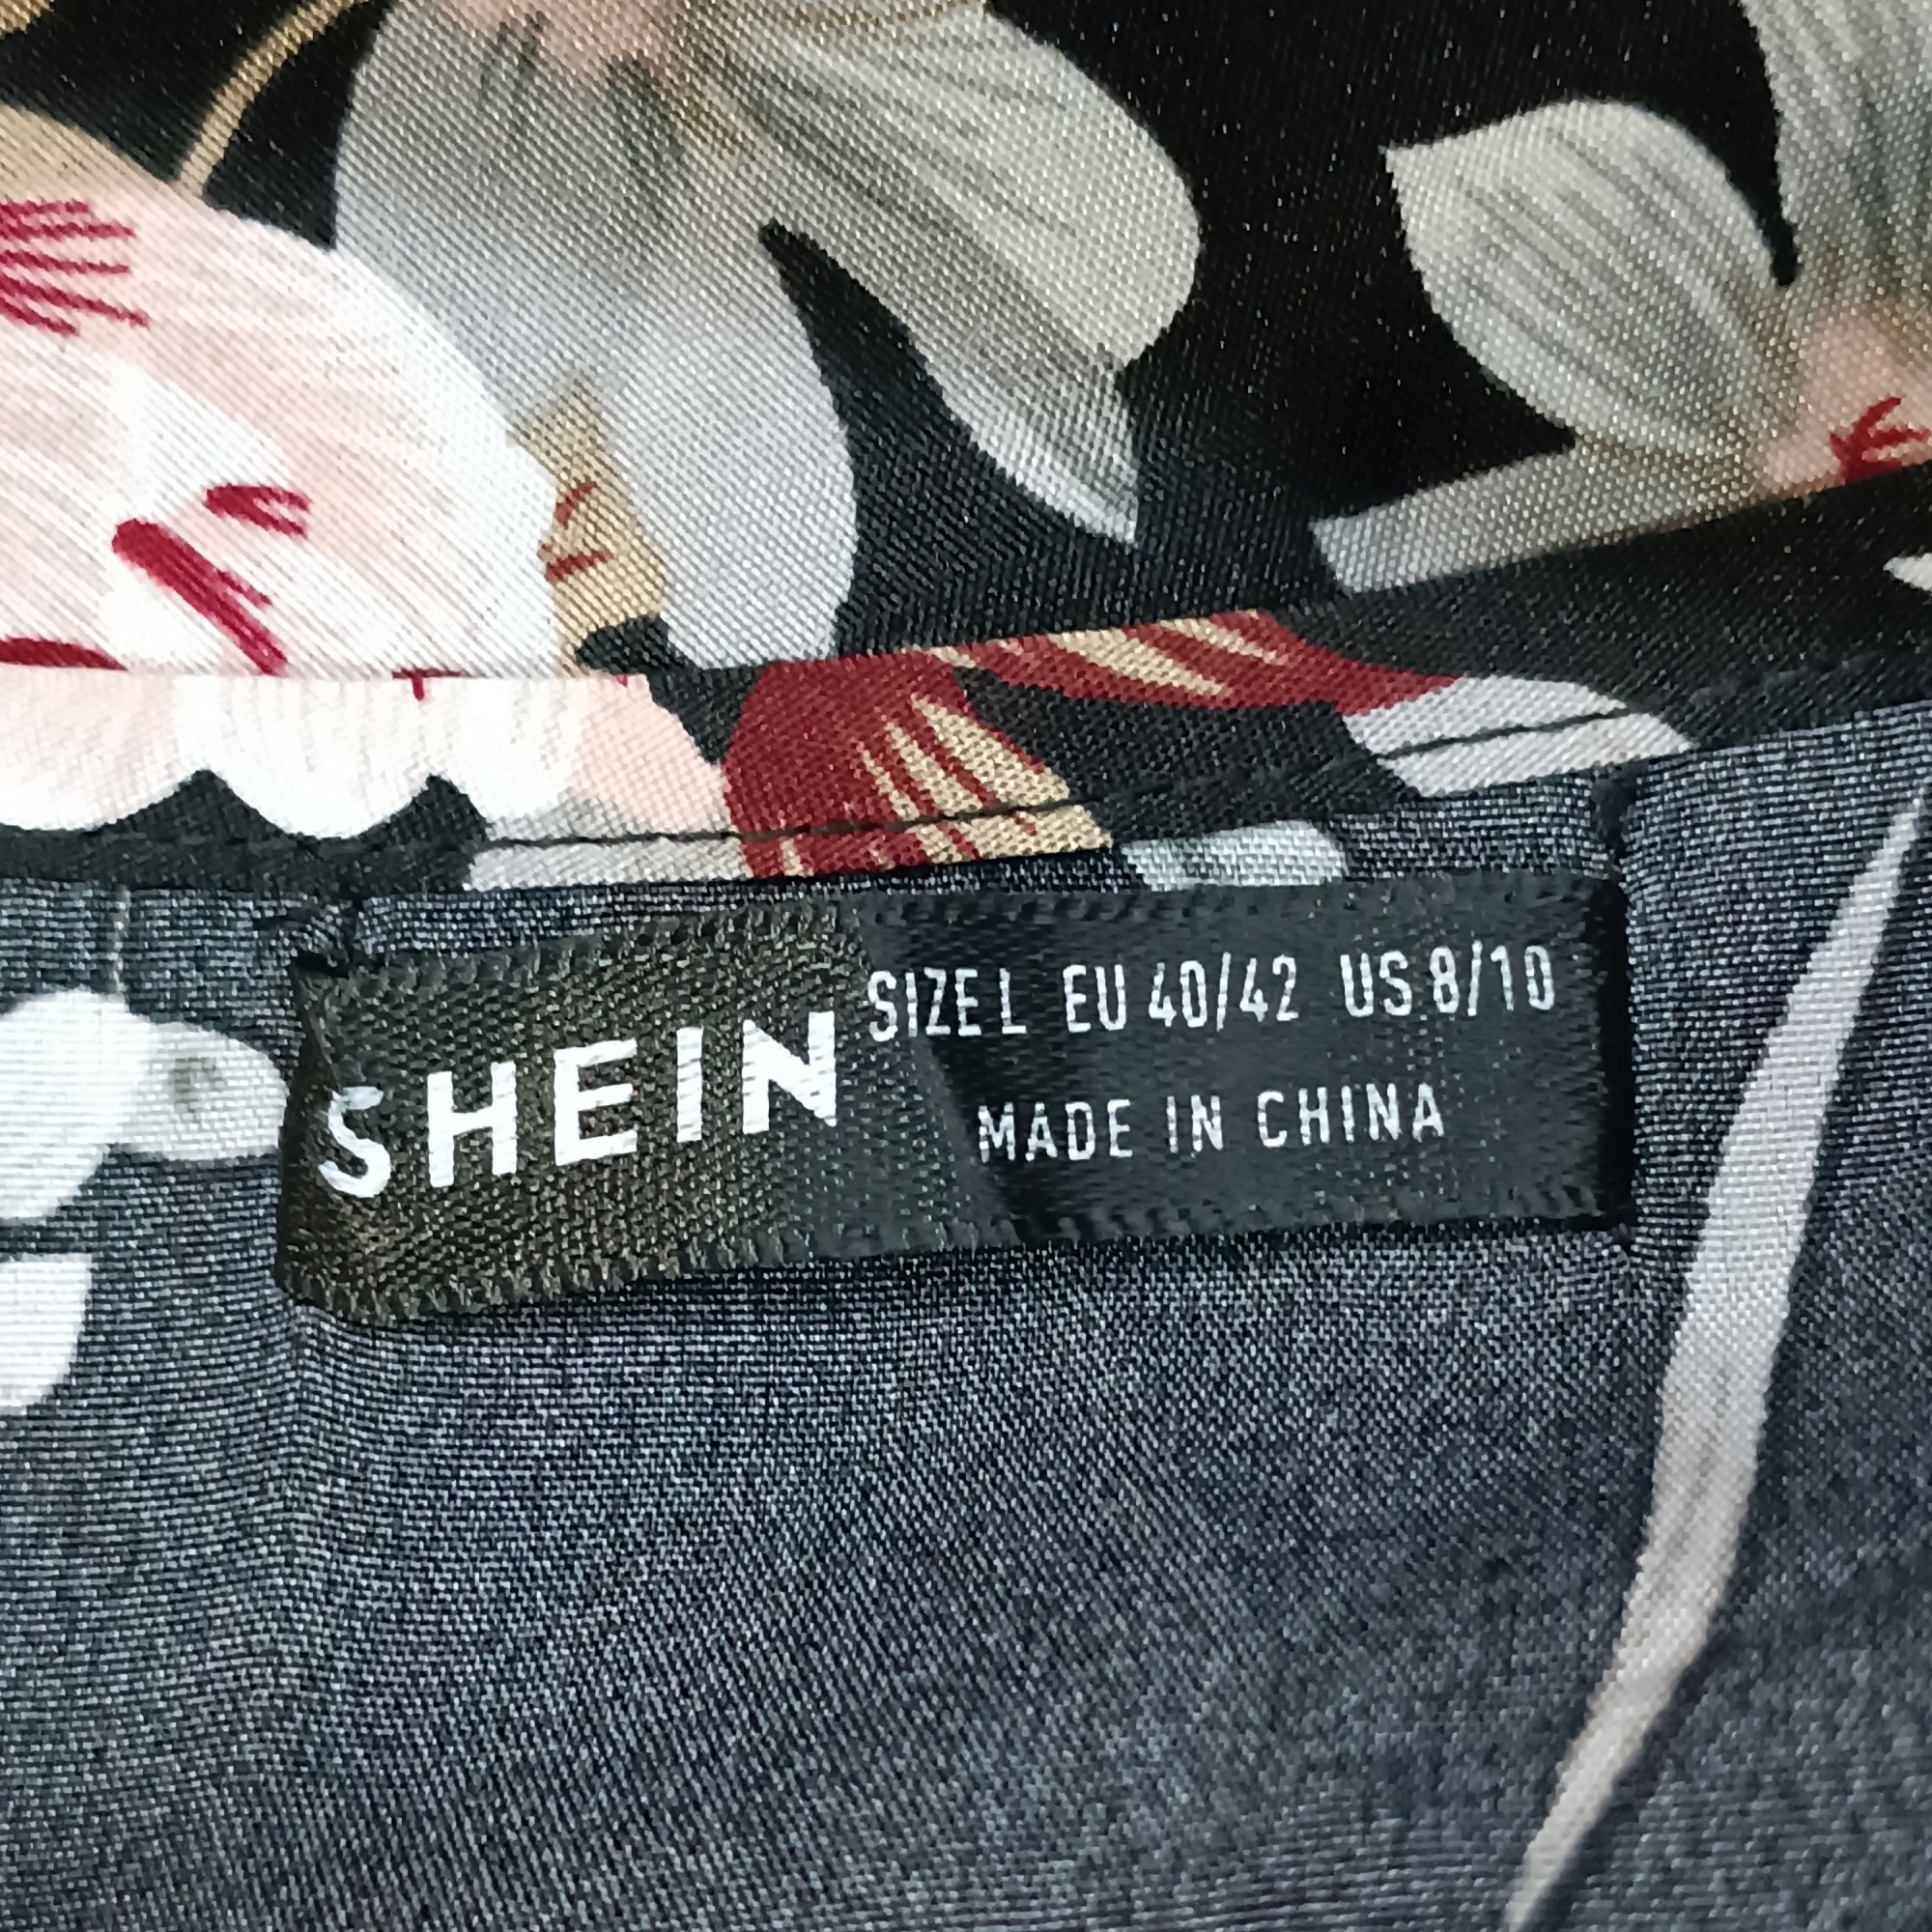 SHEIN
SIZE L EU 40/42 US 8/10
MADE IN CHINA